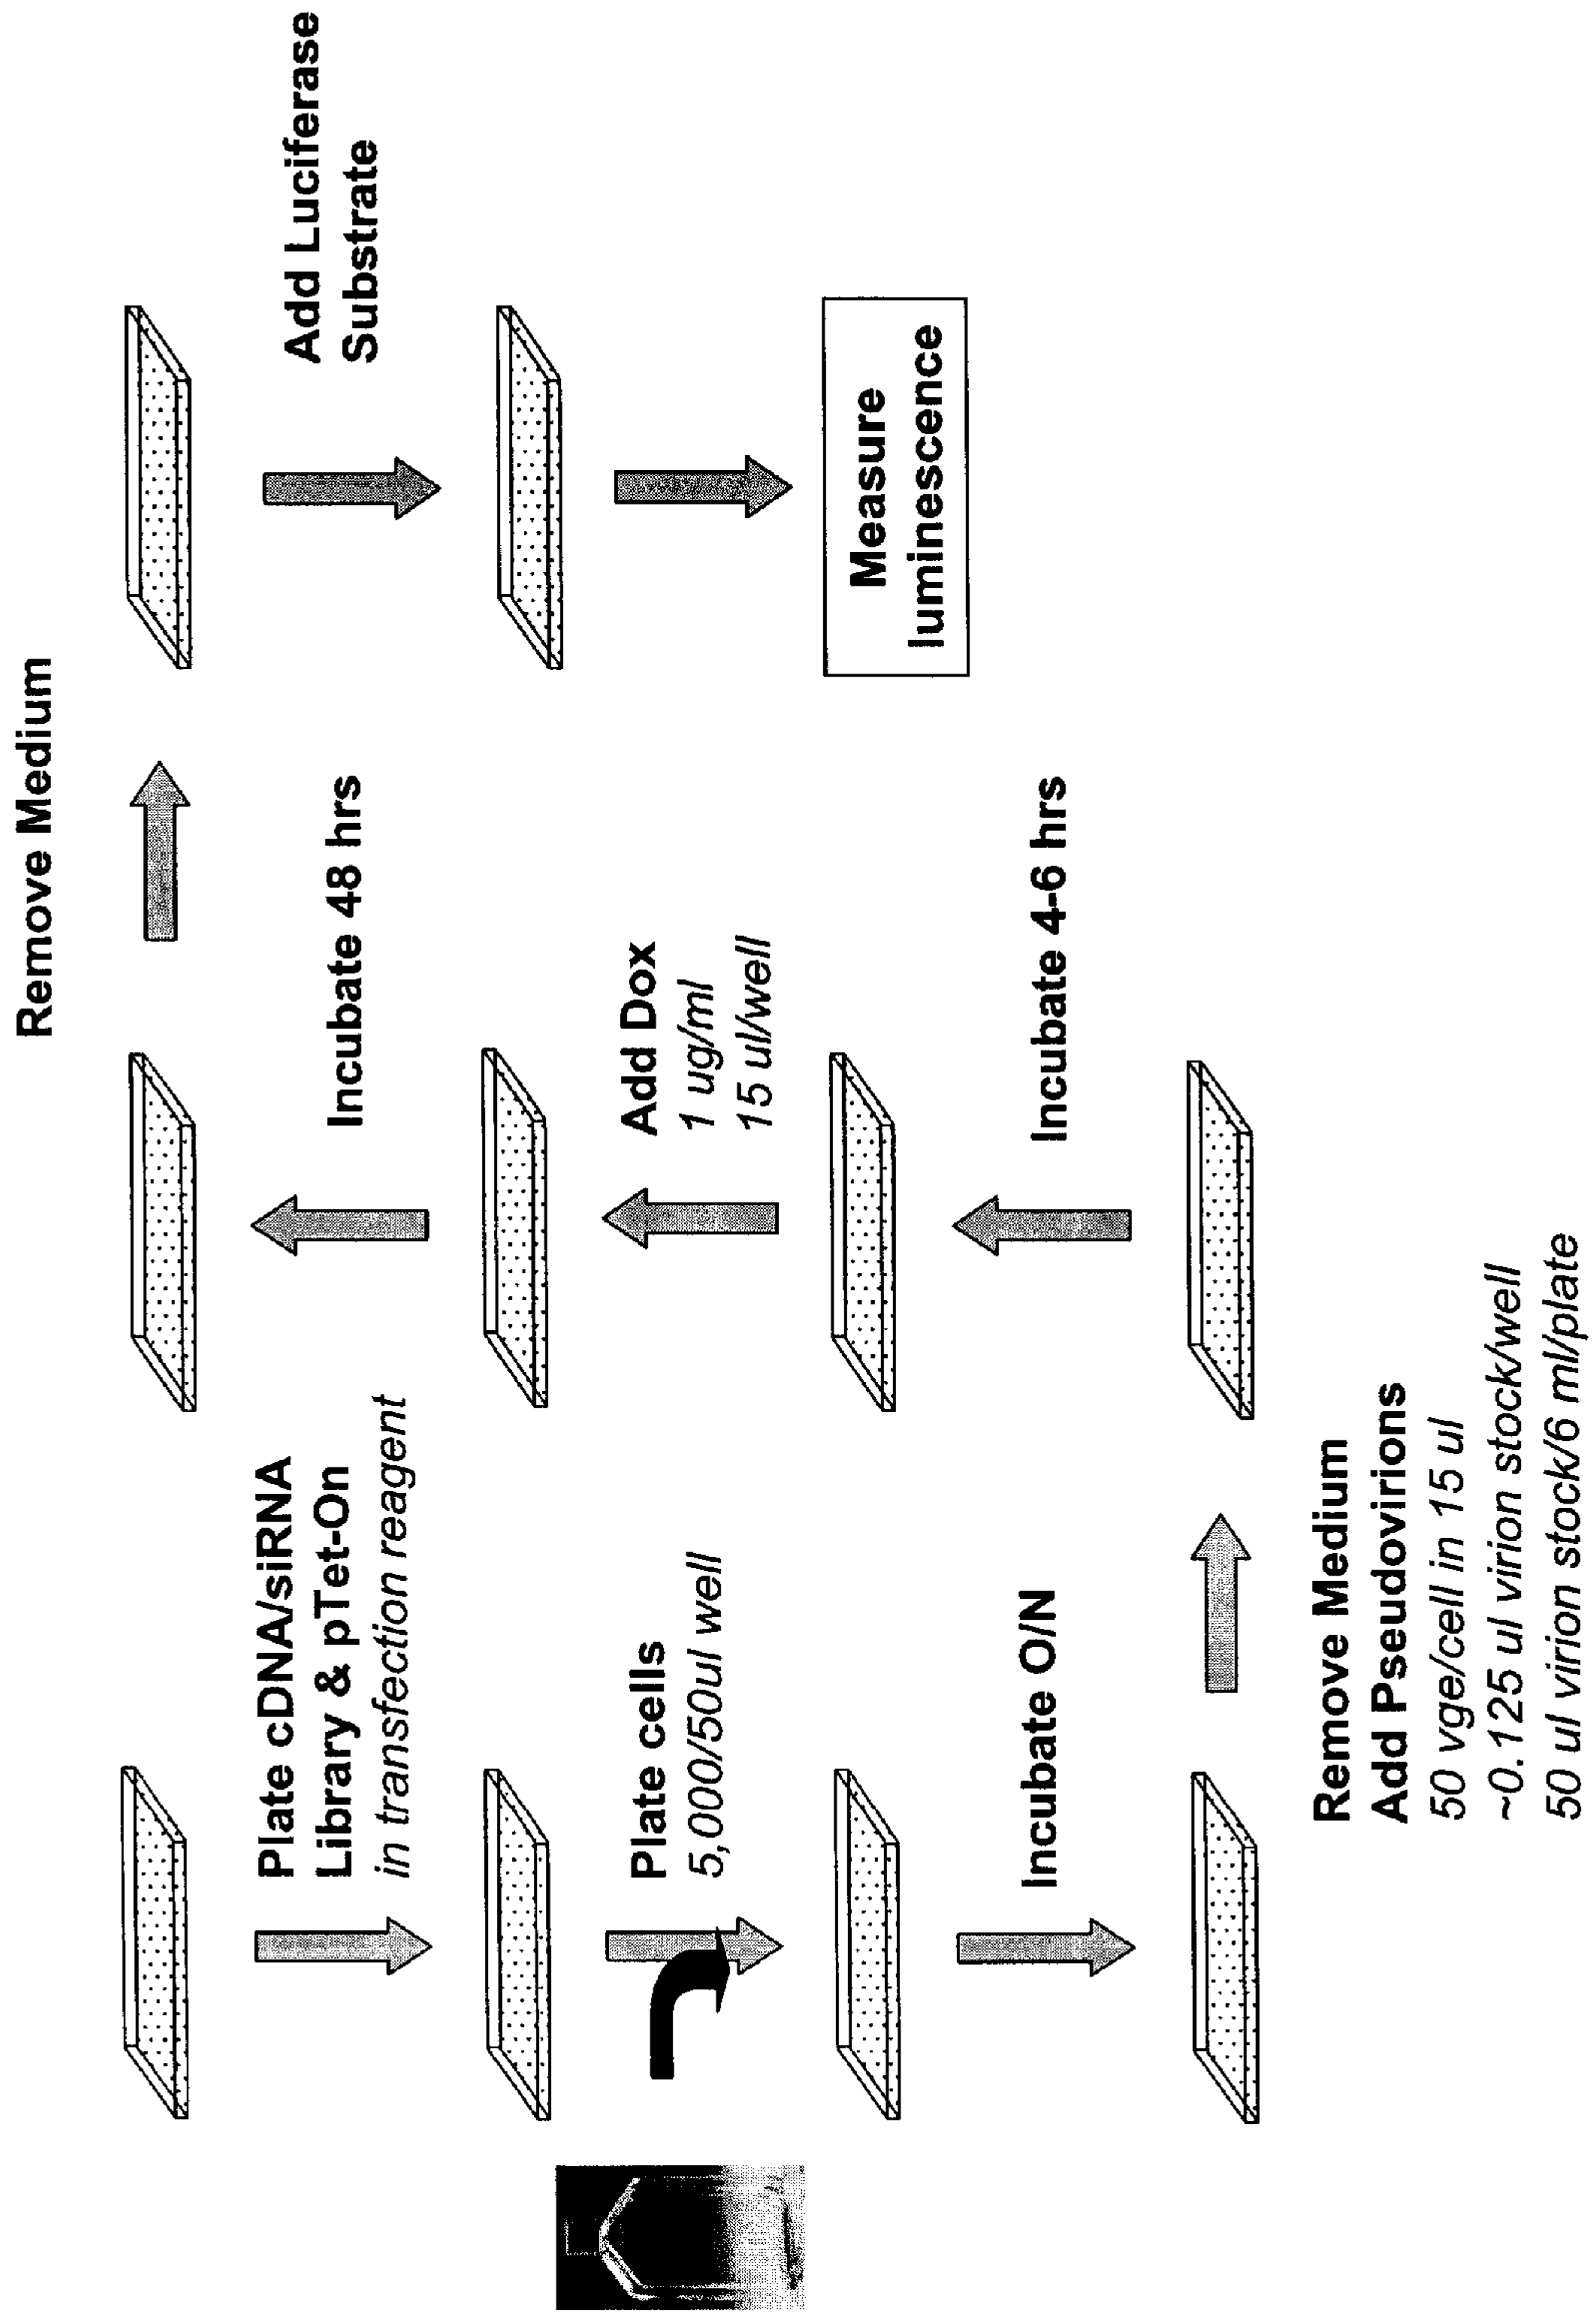 Plate cDNA/siRNA
Library & pTet-On
in transfection reagent
Plate cells
5,000/50ul well
Incubate O/N
Remove Medium
Add Pseudovirions
50 vge/cell in 15 ul
~0.125 ul virion stock/well
50 ul virion stock/6 ml/plate
Incubate 4-6 hrs
Add Dox
1 ug/ml
15 ul/well
Incubate 48 hrs
Remove Medium
Add Luciferase
Substrate
Measure
luminescence